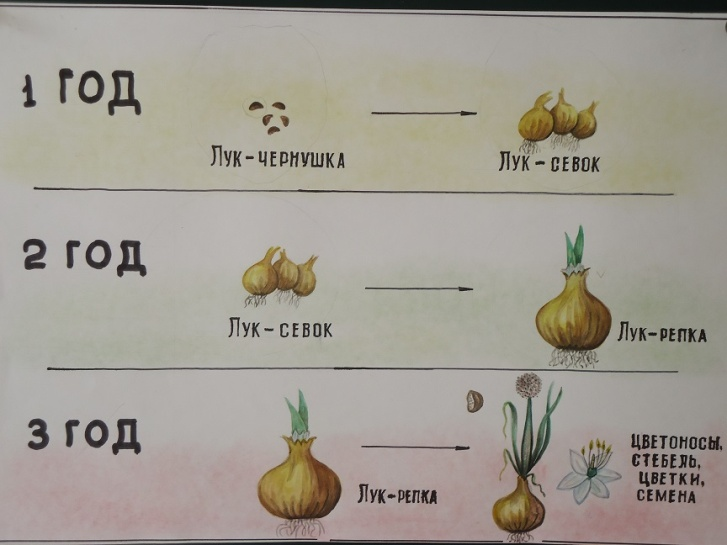 1 ГОД
ЛУК-ЧЕРНУШКА
ЛУК-СЕВОК
2 ГОД
ЛУК-СЕВОК
ЛУК-РЕПКА
3 ГОД
ЛУК-РЕПКА
ЦВЕТОНОСЫ,
СТЕБЕЛЬ,
ЦВЕТКИ,
СЕМЕНА